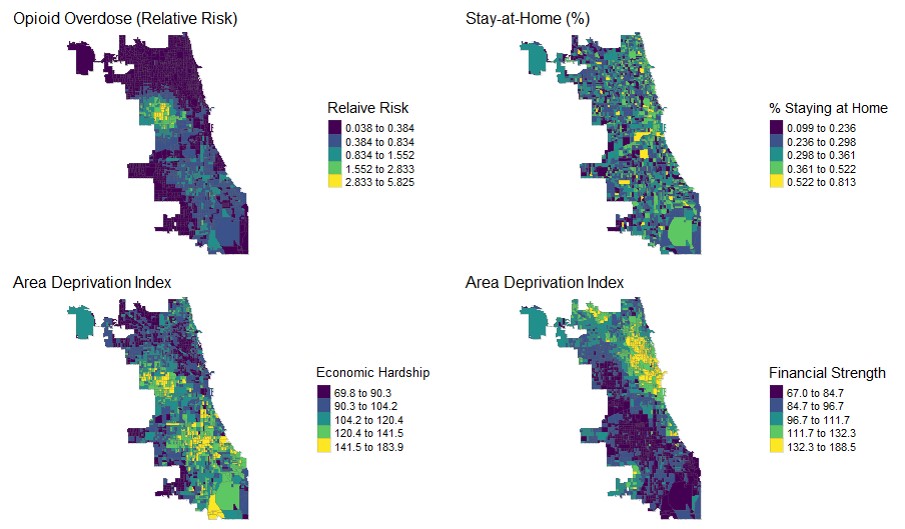 Opioid Overdose (Relative Risk)
Relaive Risk
0.038 to 0.384
0.384 to 0.834
0.834 to 1.552
1.552 to 2.833
2.833 to 5.825
Stay-at-Home (%)
% Staying at Home
0.099 to 0.236
0.236 to 0.298
0.298 to 0.361
0.361 to 0.522
0.522 to 0.813
Area Deprivation Index
Economic Hardship
69.8 to 90.3
90.3 to 104.2
104.2 to 120.4
120.4 to 141.5
141.5 to 183.9
Area Deprivation Index
Financial Strength
67.0 to 84.7
84.7 to 96.7
96.7 to 111.7
111.7 to 132.3
132.3 to 188.5